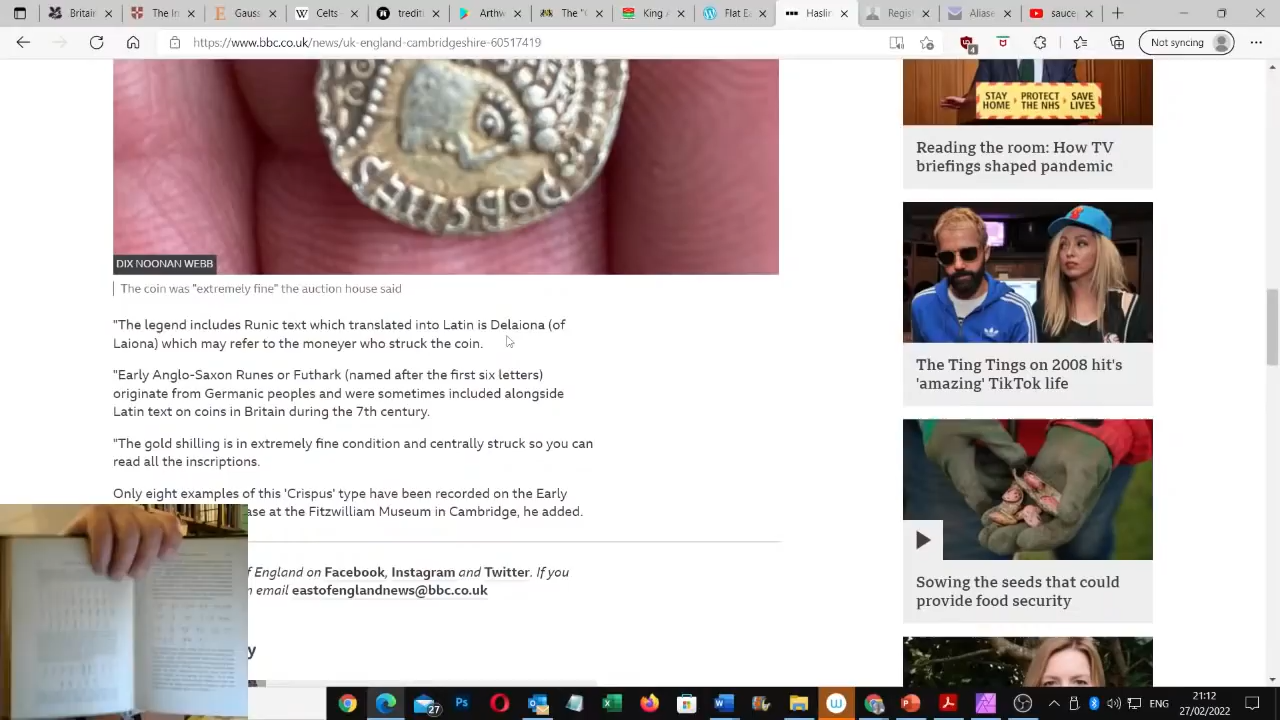 "The
King
What E
Haslin
Regist
Alias
https://www.bbc.co.uk/news/uk-england-cambridgeshire-60517419
4
Not syncing
DIX NOONAN WEBB
The coin was "extremely fine" the auction house said
"The legend includes Runic text which translated into Latin is Delaiona (of
Laiona) which may refer to the moneyer who struck the coin.
"Early Anglo-Saxon Runes or Futhark (named after the first six letters)
originate from Germanic peoples and were sometimes included alongside
Latin text on coins in Britain during the 7th century.
"The gold shilling is in extremely fine condition and centrally struck so you can
read all the inscriptions.
Only eight examples of this 'Crispus' type have been recorded on the Early
ase at the Fitzwilliam Museum in Cambridge, he added.
f England on Facebook, Instagram and Twitter. If you
n email eastofenglandnews@bbc.co.uk
y
STAY HOME PROTECT THE NHS SAVE LIVES
Reading the room: How TV
briefings shaped pandemic
The Ting Tings on 2008 hit's
'amazing' TikTok life
Sowing the seeds that could
provide food security
27
ENG
21:12
27/02/2022